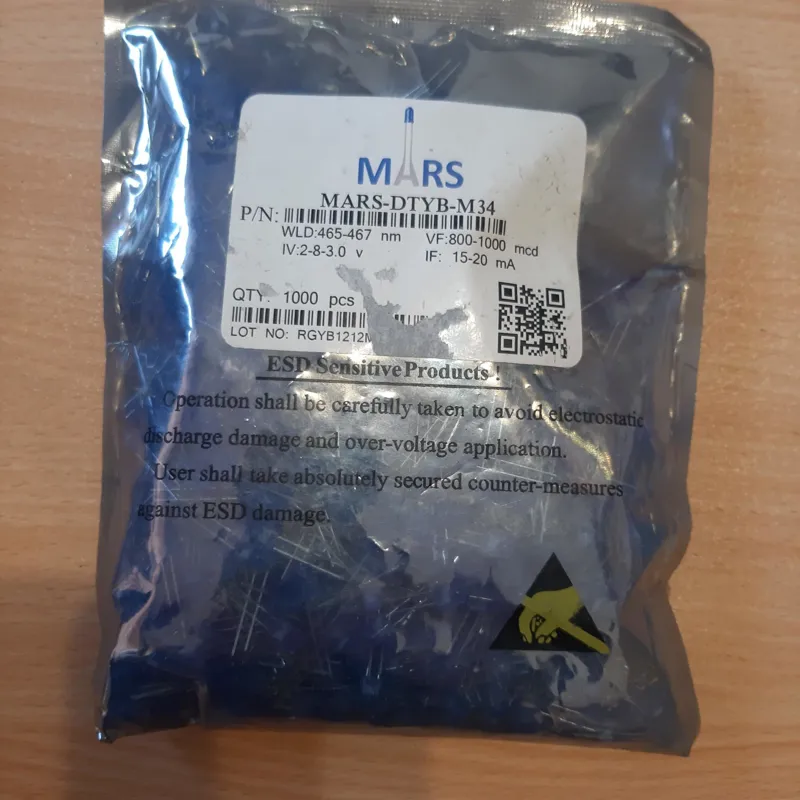 MARS
MARS-DTYB-M34
P/N:
WLD:465-467 nm VF:800-1000 mcd
IV:2-8-3.0 v IF: 15-20 mA
QTY: 1000 pcs
LOT NO: RGYB1212
ESD Sensitive Products !
Operation shall be carefully taken to avoid electrostatic
discharge damage and over-voltage application.
User shall take absolutely secured counter-measures
against ESD damage.